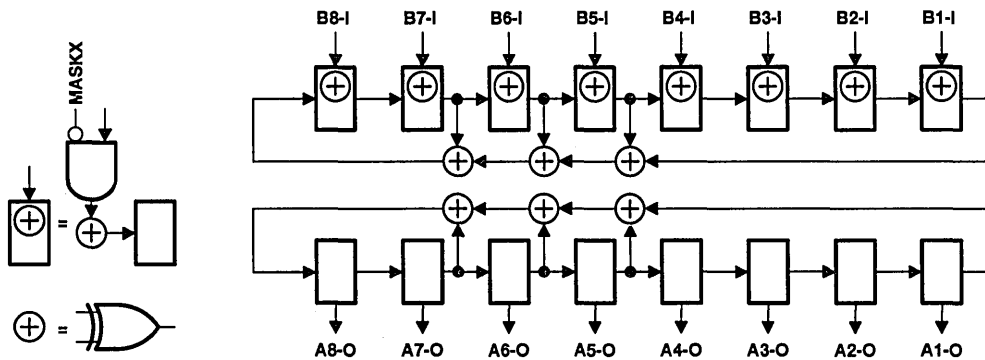 B8-I B7-I B6-I B5-I B4-I B3-I B2-I B1-I
MASKX
=
=
A8-O A7-O A6-O A5-O A4-O A3-O A2-O A1-O